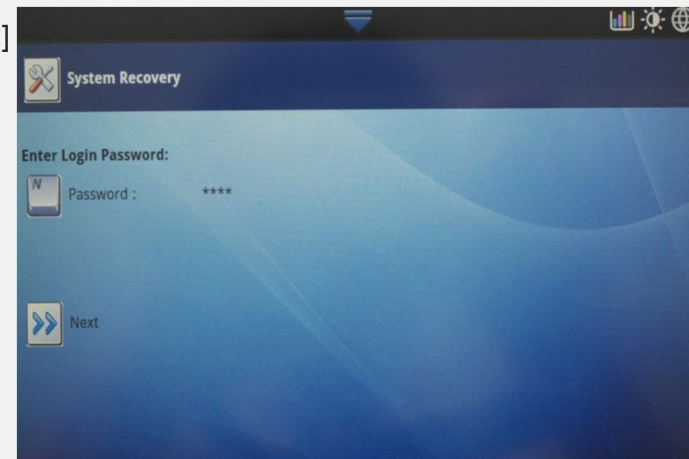 ]
System Recovery
Enter Login Password:
N
Password : ****
Next